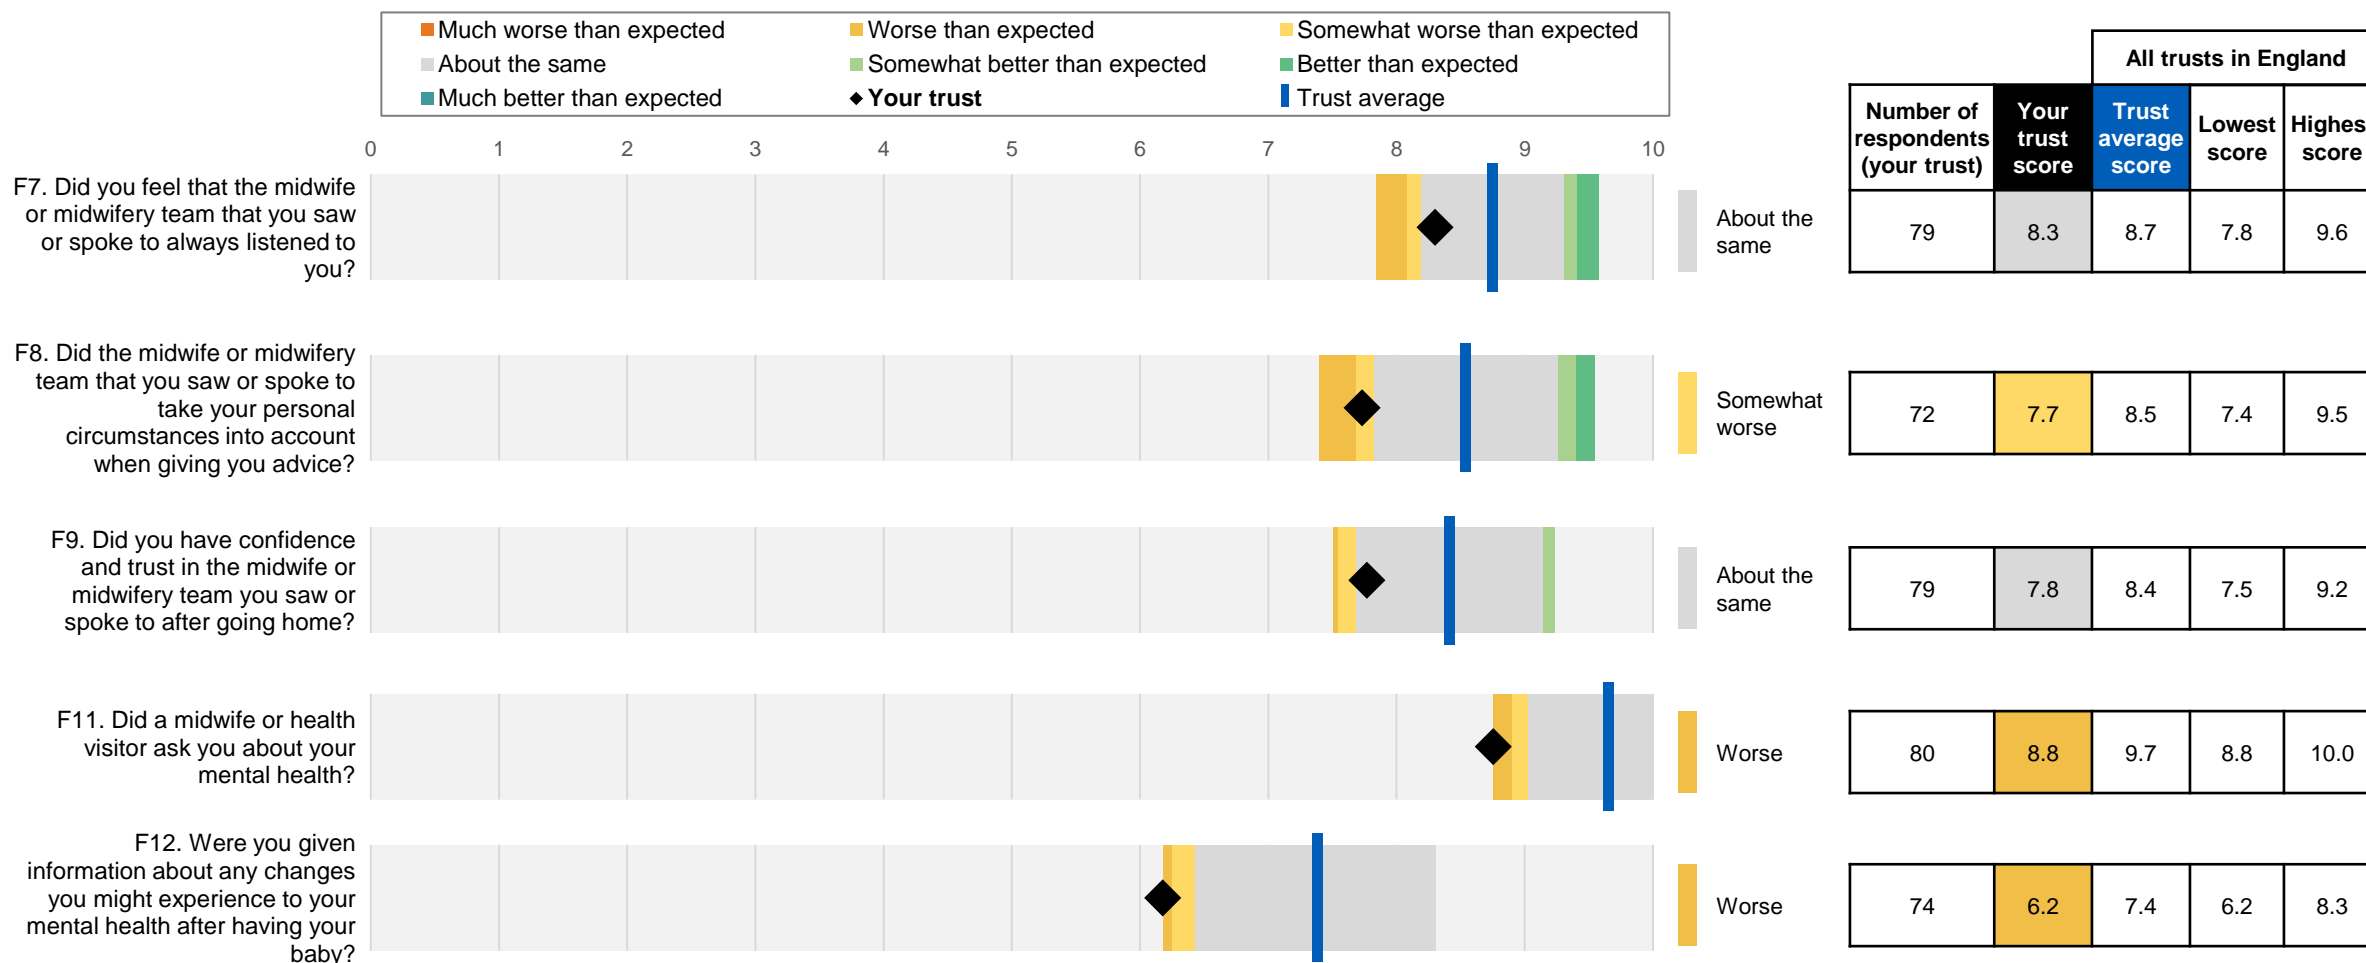 Much worse than expected
Worse than expected
Somewhat worse than expected
About the same
Somewhat better than expected
Better than expected
Much better than expected
Your trust
Trust average
All trusts in England
Number of
respondents
(your trust)
Your
trust
score
Trust
average
score
Lowest
score
Highes
score
0 1 2 3 4 5 6 7 8 9 10
F7. Did you feel that the midwife
or midwifery team that you saw
or spoke to always listened to
you?
About the
same
79 8.3 8.7 7.8 9.6
F8. Did the midwife or midwifery
team that you saw or spoke to
take your personal
circumstances into account
when giving you advice?
Somewhat
worse
72 7.7 8.5 7.4 9.5
F9. Did you have confidence
and trust in the midwife or
midwifery team you saw or
spoke to after going home?
About the
same
79 7.8 8.4 7.5 9.2
F11. Did a midwife or health
visitor ask you about your
mental health?
Worse
80 8.8 9.7 8.8 10.0
F12. Were you given
information about any changes
you might experience to your
mental health after having your
baby?
Worse
74 6.2 7.4 6.2 8.3